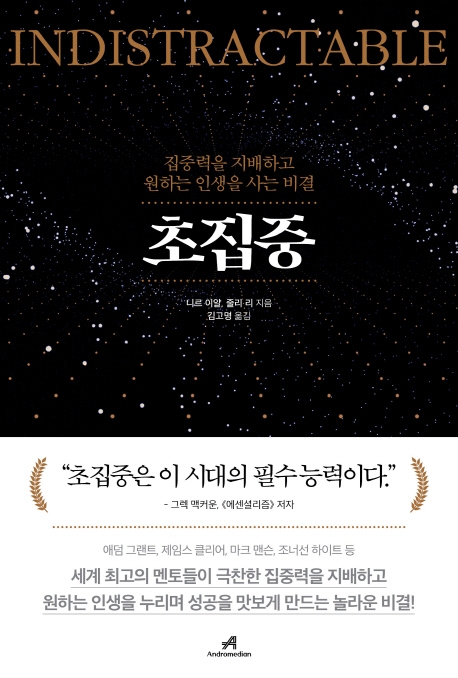 INDISTRACTABLE
집중력을 지배하고
원하는 인생을 사는 비결
초집중
니르 이얄, 줄리 리 지음
김고명 옮김
“초집중은 이 시대의 필수 능력이다.”
- 그렉 맥커운, 《에센셜리즘》 저자
애덤 그랜트, 제임스 클리어, 마크 맨슨, 조너선 하이트 등
세계 최고의 멘토들이 극찬한 집중력을 지배하고
원하는 인생을 누리며 성공을 맛보게 만드는 놀라운 비결!
Andromedian